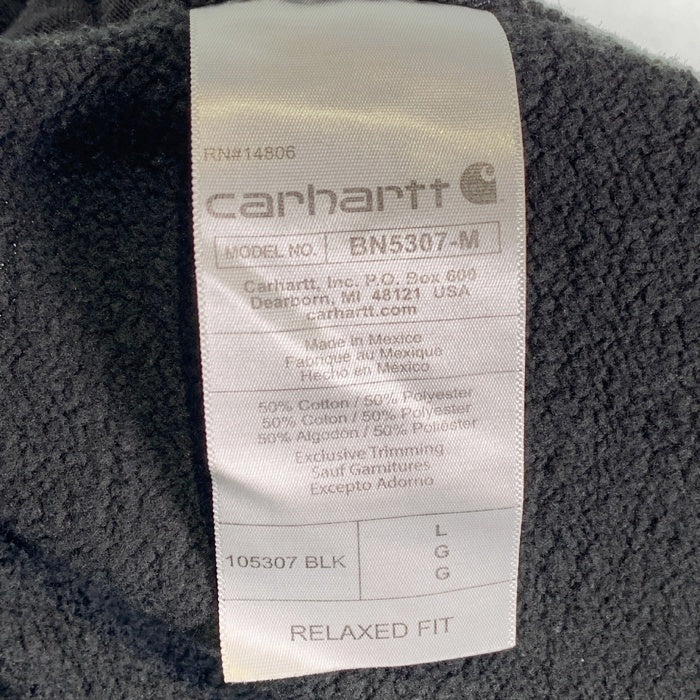 RN#14806
carhartt
MODEL NO. BN5307-M
Carhartt, Inc. P.O. Box 600
Dearborn, MI 48121 USA
carhartt.com
Made in Mexico
Fabriqué au Mexique
Hecho en México
50% Cotton / 50% Polyester
50% Coton / 50% Polyester
50% Algodon / 50% Poliéster
Exclusive Trimming
Sauf Garnitures
Excepto Adorno
105307 BLK
L
G
G
RELAXED FIT